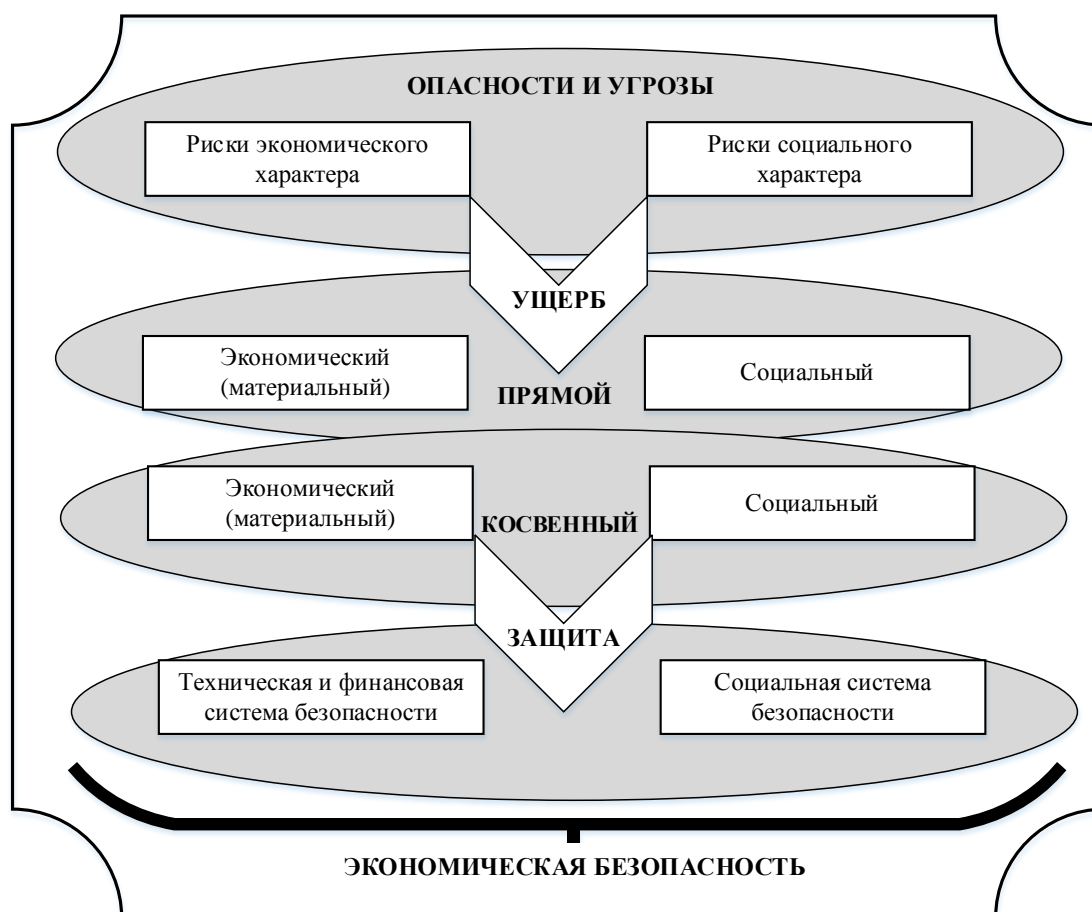 ОПАСНОСТИ И УГРОЗЫ
Риски экономического
характера
Риски социального
характера
УЩЕРБ
Экономический
(материальный)
Социальный
ПРЯМОЙ
Экономический
(материальный)
Социальный
КОСВЕННЫЙ
ЗАЩИТА
Техническая и финансовая
система безопасности
Социальная система
безопасности
ЭКОНОМИЧЕСКАЯ БЕЗОПАСНОСТЬ